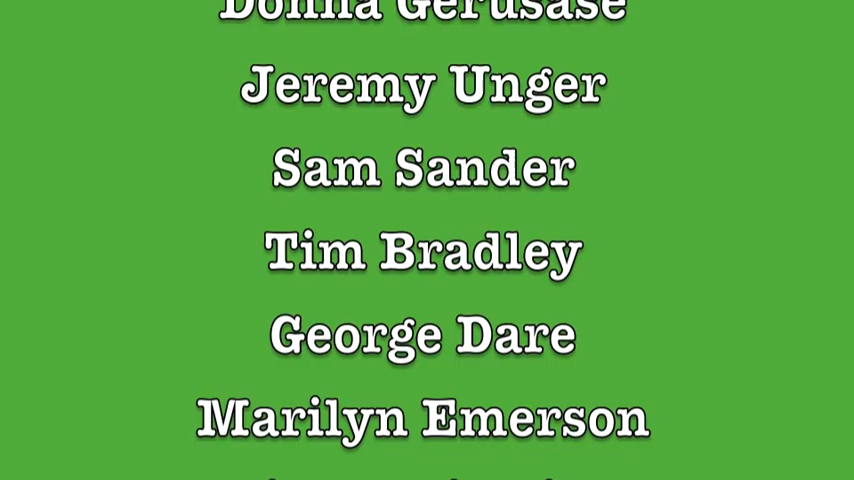 Donna Gerusase
Jeremy Unger
Sam Sander
Tim Bradley
George Dare
Marilyn Emerson